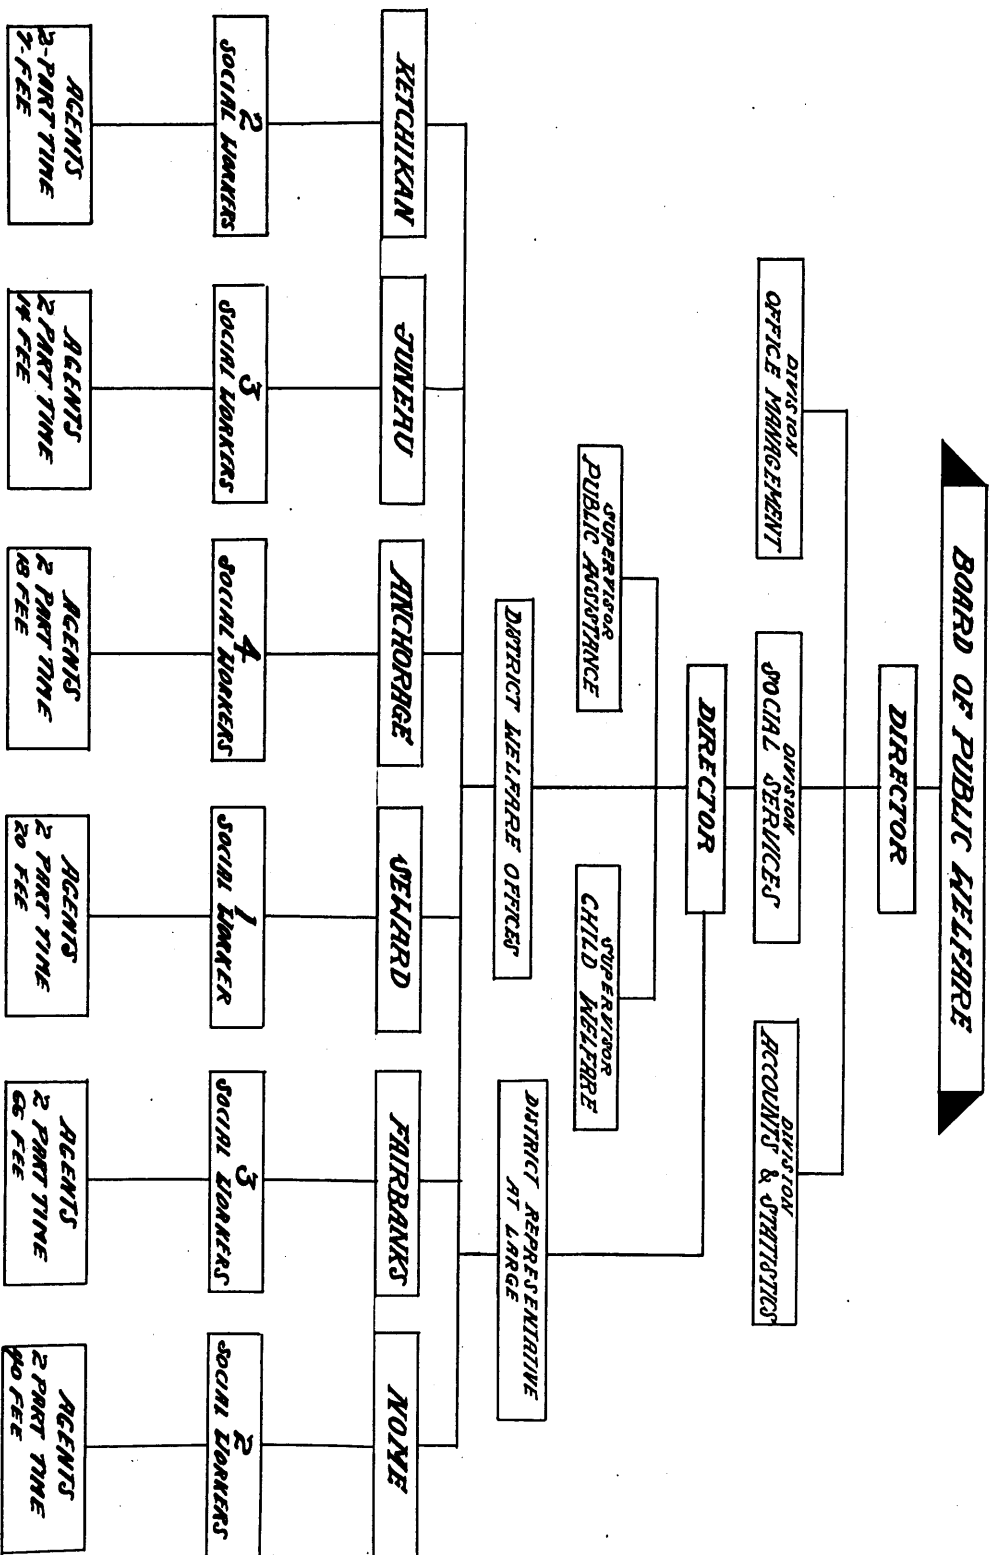 BOARD OF PUBLIC WELFARE
DIRECTOR
DIVISION
OFFICE MANAGEMENT
DIVISION
SOCIAL SERVICES
DIVISION
ACCOUNTS & STATISTICS
DIRECTOR
SUPERVISOR
PUBLIC ASSISTANCE
SUPERVISOR
CHILD WELFARE
DISTRICT WELFARE OFFICES
DISTRICT REPRESENTATIVE
AT LARGE
KETCHIKAN
JUNEAU
ANCHORAGE
SEWARD
FAIRBANKS
NOME
2
SOCIAL WORKERS
3
SOCIAL WORKERS
4
SOCIAL WORKERS
1
SOCIAL WORKER
3
SOCIAL WORKERS
2
SOCIAL WORKERS
AGENTS
2-PART TIME
7-FEE
AGENTS
2 PART TIME
14 FEE
AGENTS
2 PART TIME
18 FEE
AGENTS
2 PART TIME
20 FEE
AGENTS
2 PART TIME
66 FEE
AGENTS
2 PART TIME
40 FEE